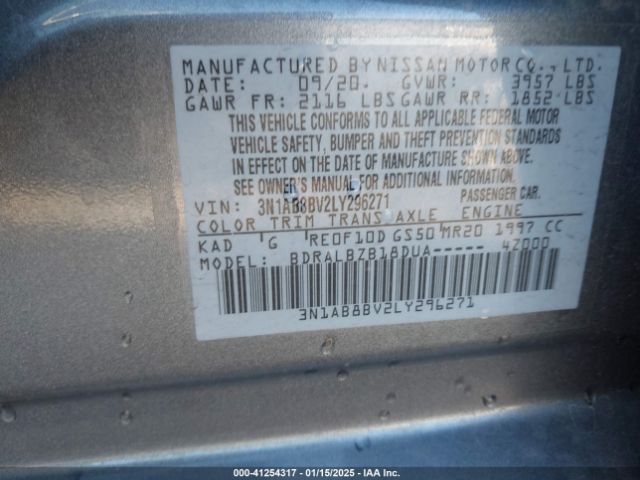 MANUFACTURED BY NISSAN MOTOR CO., LTD.
DATE: 09/20. GVWR: 3957 LBS
GAWR FR: 2116 LBS GAWR RR: 1852 LBS
THIS VEHICLE CONFORMS TO ALL APPLICABLE FEDERAL MOTOR
VEHICLE SAFETY, BUMPER AND THEFT PREVENTION STANDARDS
IN EFFECT ON THE DATE OF MANUFACTURE SHOWN ABOVE.
SEE OWNER'S MANUAL FOR ADDITIONAL INFORMATION.
VIN: 3N1AB8BV2LY296271 PASSENGER CAR.
COLOR TRIM TRANS AXLE ENGINE
KAD G RE0F10D GS50 MR20 1997 CC
MODEL: BDRALBZB18DUA----- 4Z000
3N1AB8BV2LY296271
000-41254317 - 01/15/2025 - IAA Inc.